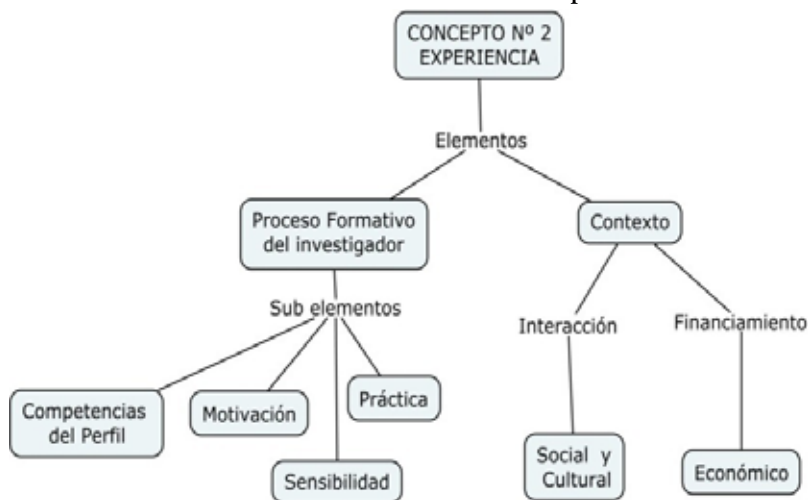 CONCEPTO Nº 2
EXPERIENCIA
Elementos
Proceso Formativo
del investigador
Contexto
Sub elementos
Interacción
Financiamiento
Competencias
del Perfil
Motivación
Práctica
Sensibilidad
Social y
Cultural
Económico